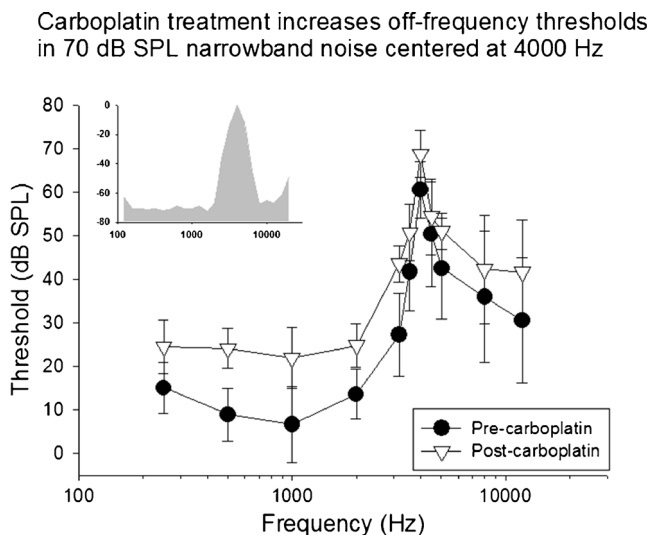 Carboplatin treatment increases off-frequency thresholds
in 70 dB SPL narrowband noise centered at 4000 Hz
80
70
60
50
40
30
20
10
0
Threshold (dB SPL)
0
-20
-40
-60
-80
100 1000 10000
Pre-carboplatin
Post-carboplatin
100 1000 10000
Frequency (Hz)